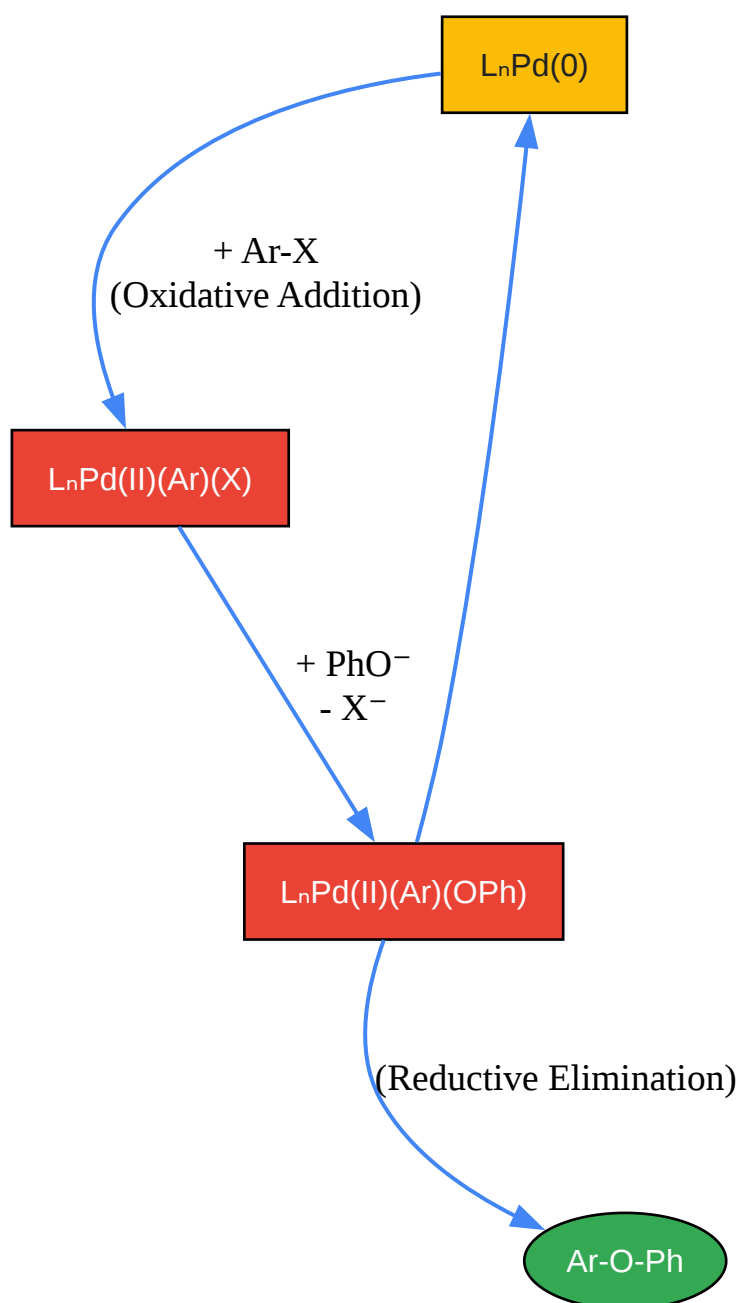 LₙPd(0)
+ Ar-X
(Oxidative Addition)
LₙPd(II)(Ar)(X)
+ PhO⁻
- X⁻
LₙPd(II)(Ar)(OPh)
(Reductive Elimination)
Ar-O-Ph